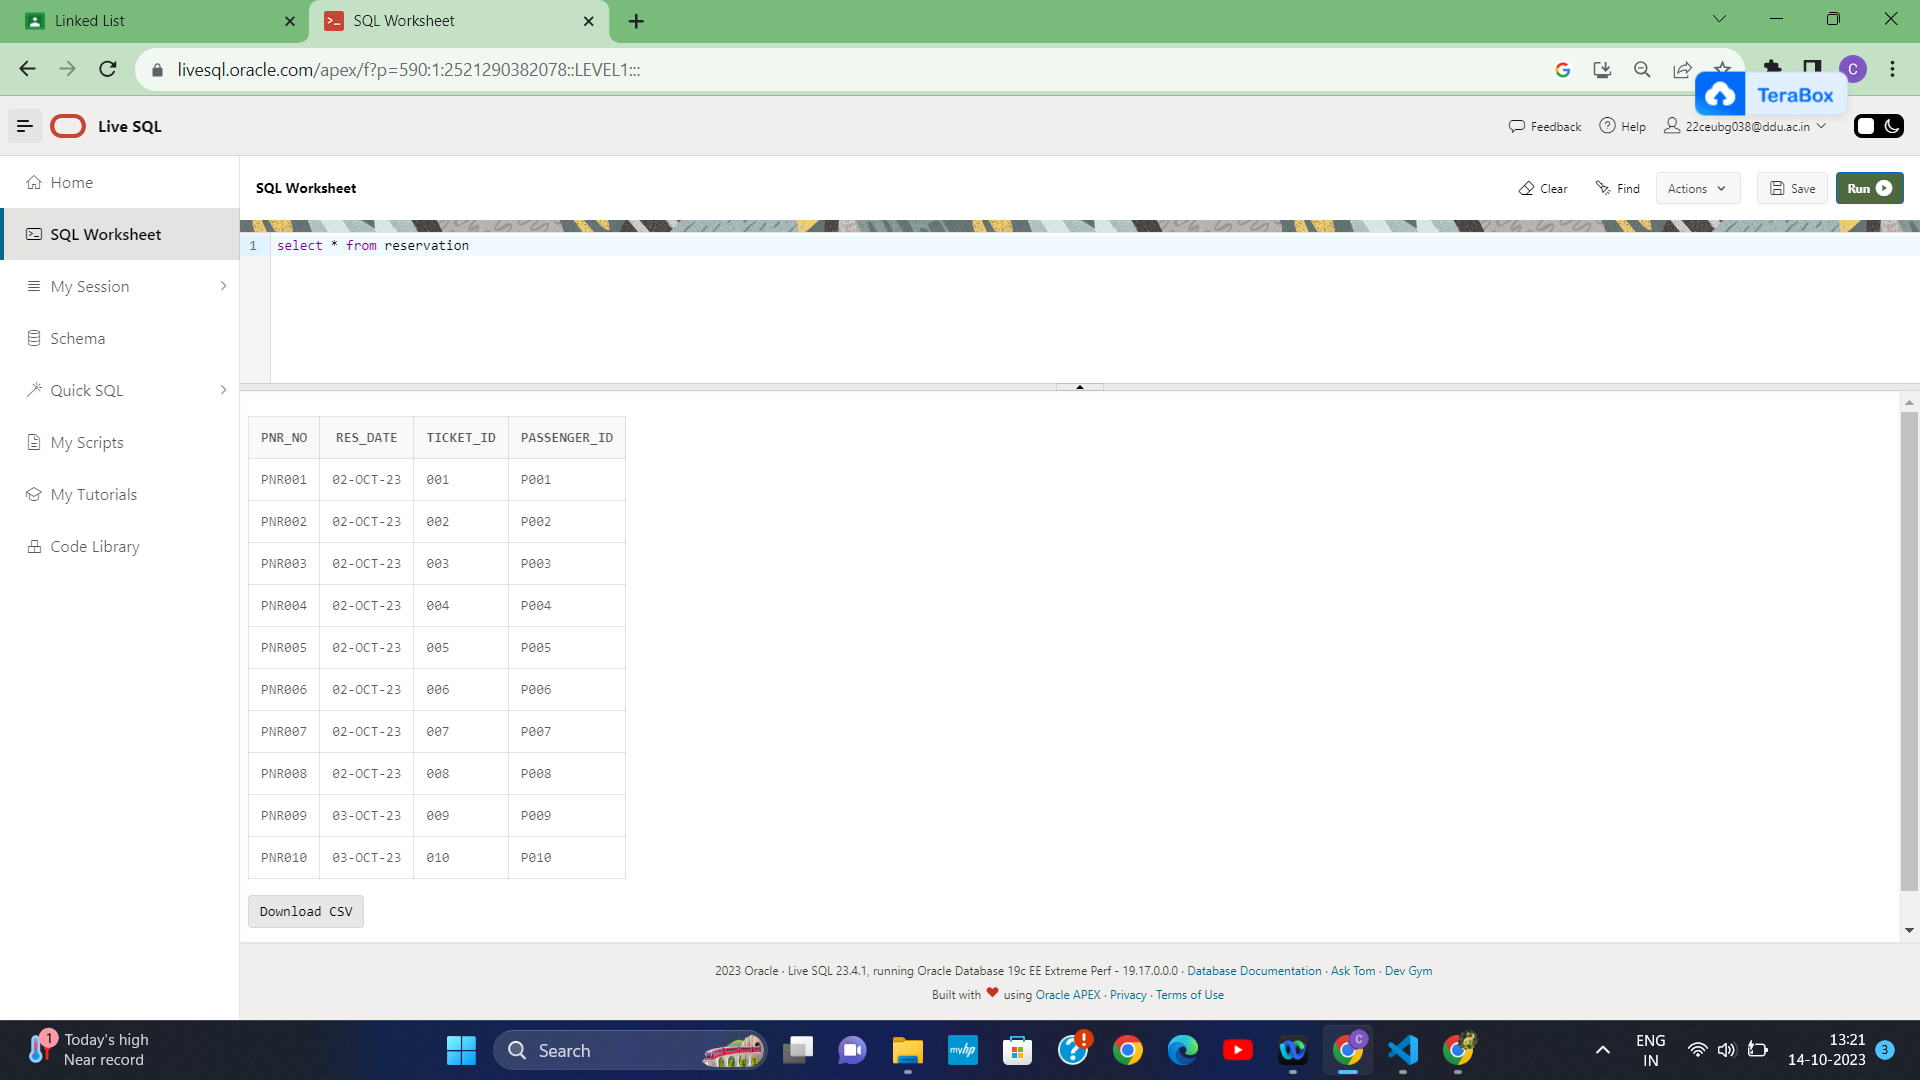 Linked List
SQL Worksheet
livesql.oracle.com/apex/f?p=590:1:2521290382078::LEVEL1:::
C
TeraBox
Live SQL
Feedback
Help
22ceubg038@ddu.ac.in
Home
SQL Worksheet
My Session
Schema
Quick SQL
My Scripts
My Tutorials
Code Library
SQL Worksheet
Clear
Find
Actions
Save
Run
1 select * from reservation
PNR_NO RES_DATE TICKET_ID PASSENGER_ID
PNR001 02-OCT-23 001 P001
PNR002 02-OCT-23 002 P002
PNR003 02-OCT-23 003 P003
PNR004 02-OCT-23 004 P004
PNR005 02-OCT-23 005 P005
PNR006 02-OCT-23 006 P006
PNR007 02-OCT-23 007 P007
PNR008 02-OCT-23 008 P008
PNR009 03-OCT-23 009 P009
PNR010 03-OCT-23 010 P010
Download CSV
2023 Oracle · Live SQL 23.4.1, running Oracle Database 19c EE Extreme Perf - 19.17.0.0.0 · Database Documentation · Ask Tom · Dev Gym
Built with ❤ using Oracle APEX · Privacy · Terms of Use
1
Today's high
Near record
Search
myhp
C
ENG
IN
13:21
14-10-2023
3